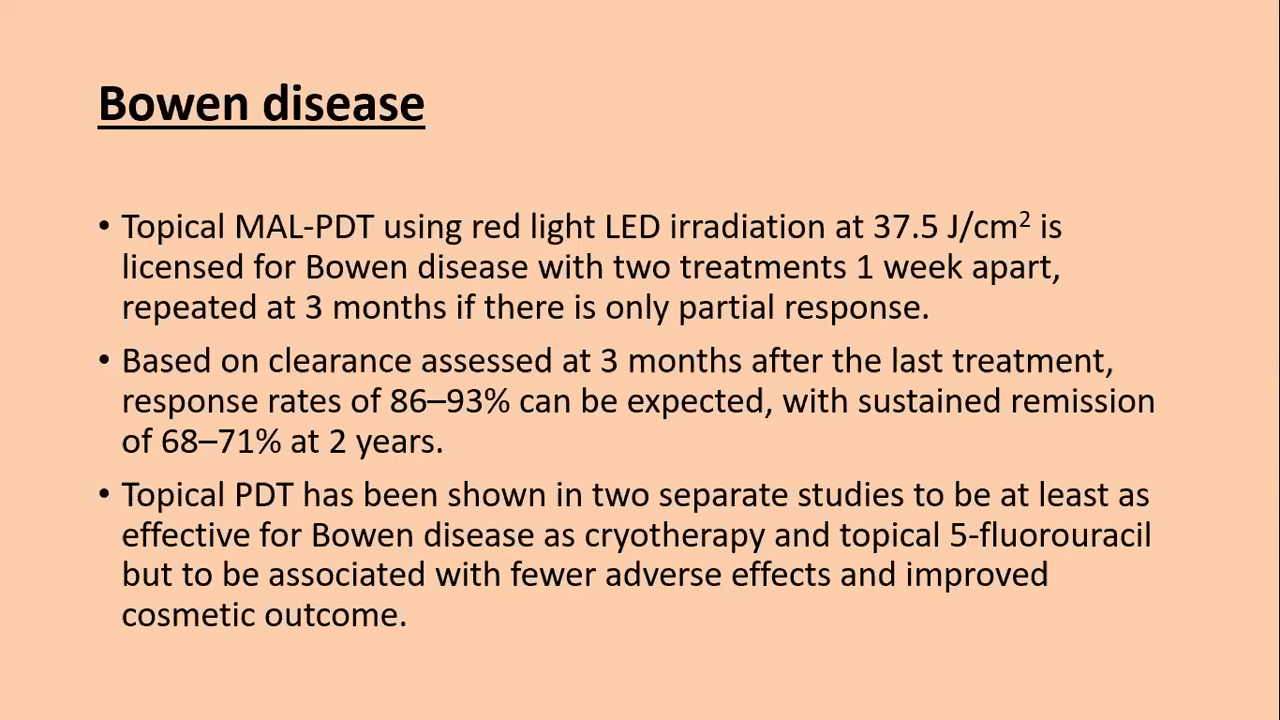 Bowen disease
• Topical MAL-PDT using red light LED irradiation at 37.5 J/cm² is
licensed for Bowen disease with two treatments 1 week apart,
repeated at 3 months if there is only partial response.
• Based on clearance assessed at 3 months after the last treatment,
response rates of 86–93% can be expected, with sustained remission
of 68–71% at 2 years.
• Topical PDT has been shown in two separate studies to be at least as
effective for Bowen disease as cryotherapy and topical 5-fluorouracil
but to be associated with fewer adverse effects and improved
cosmetic outcome.